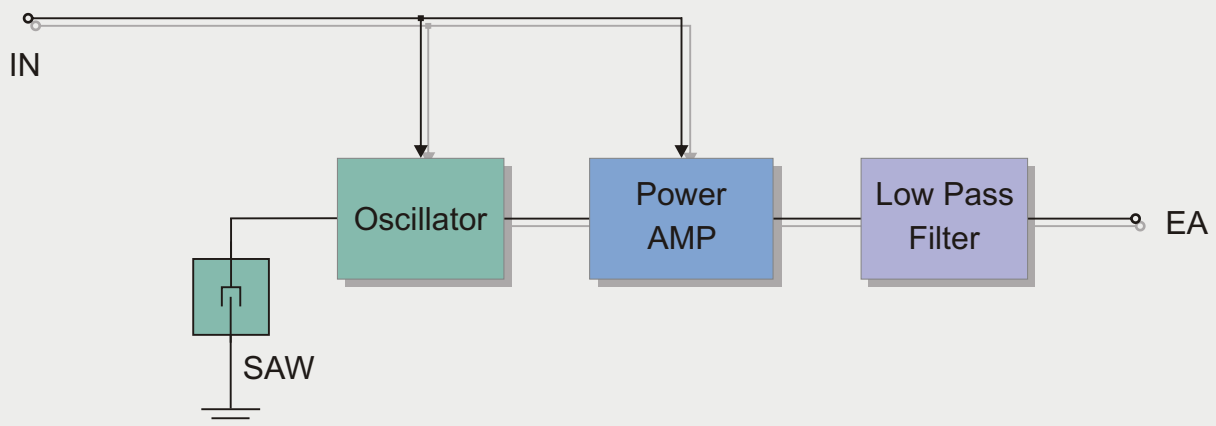 IN
Oscillator
Power
AMP
Low Pass
Filter
EA
SAW